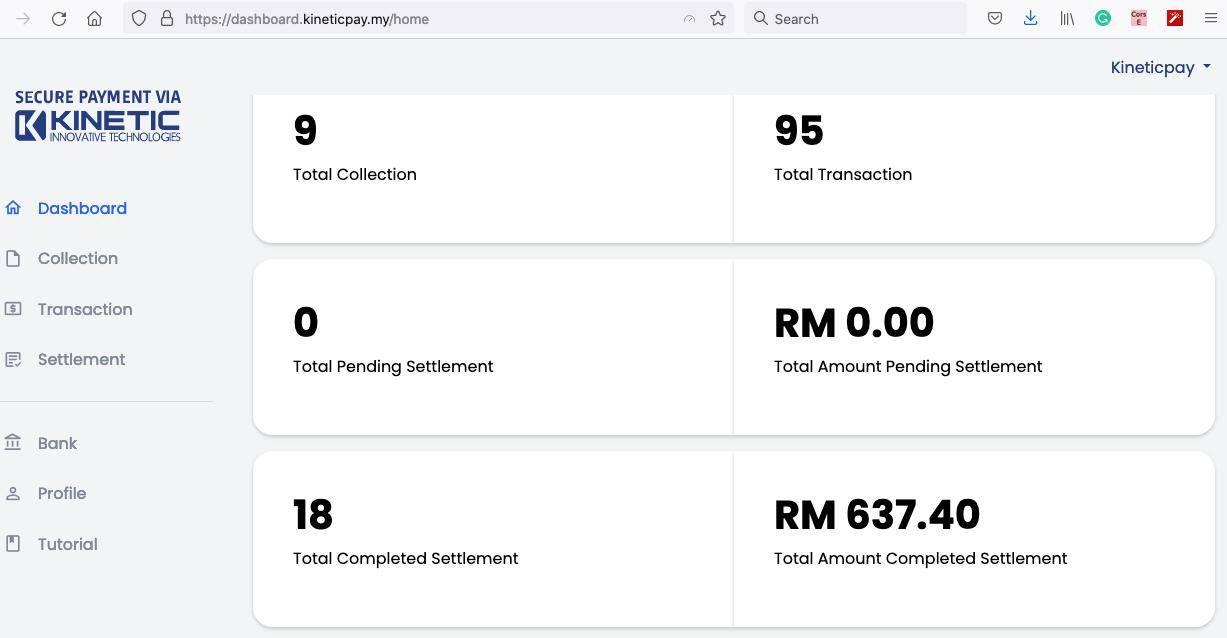 https://dashboard.kineticpay.my/home
Search
Cors
E
Kineticpay
SECURE PAYMENT VIA
KINETIC
INNOVATIVE TECHNOLOGIES
Dashboard
Collection
Transaction
Settlement
Bank
Profile
Tutorial
9
Total Collection
95
Total Transaction
0
Total Pending Settlement
RM 0.00
Total Amount Pending Settlement
18
Total Completed Settlement
RM 637.40
Total Amount Completed Settlement